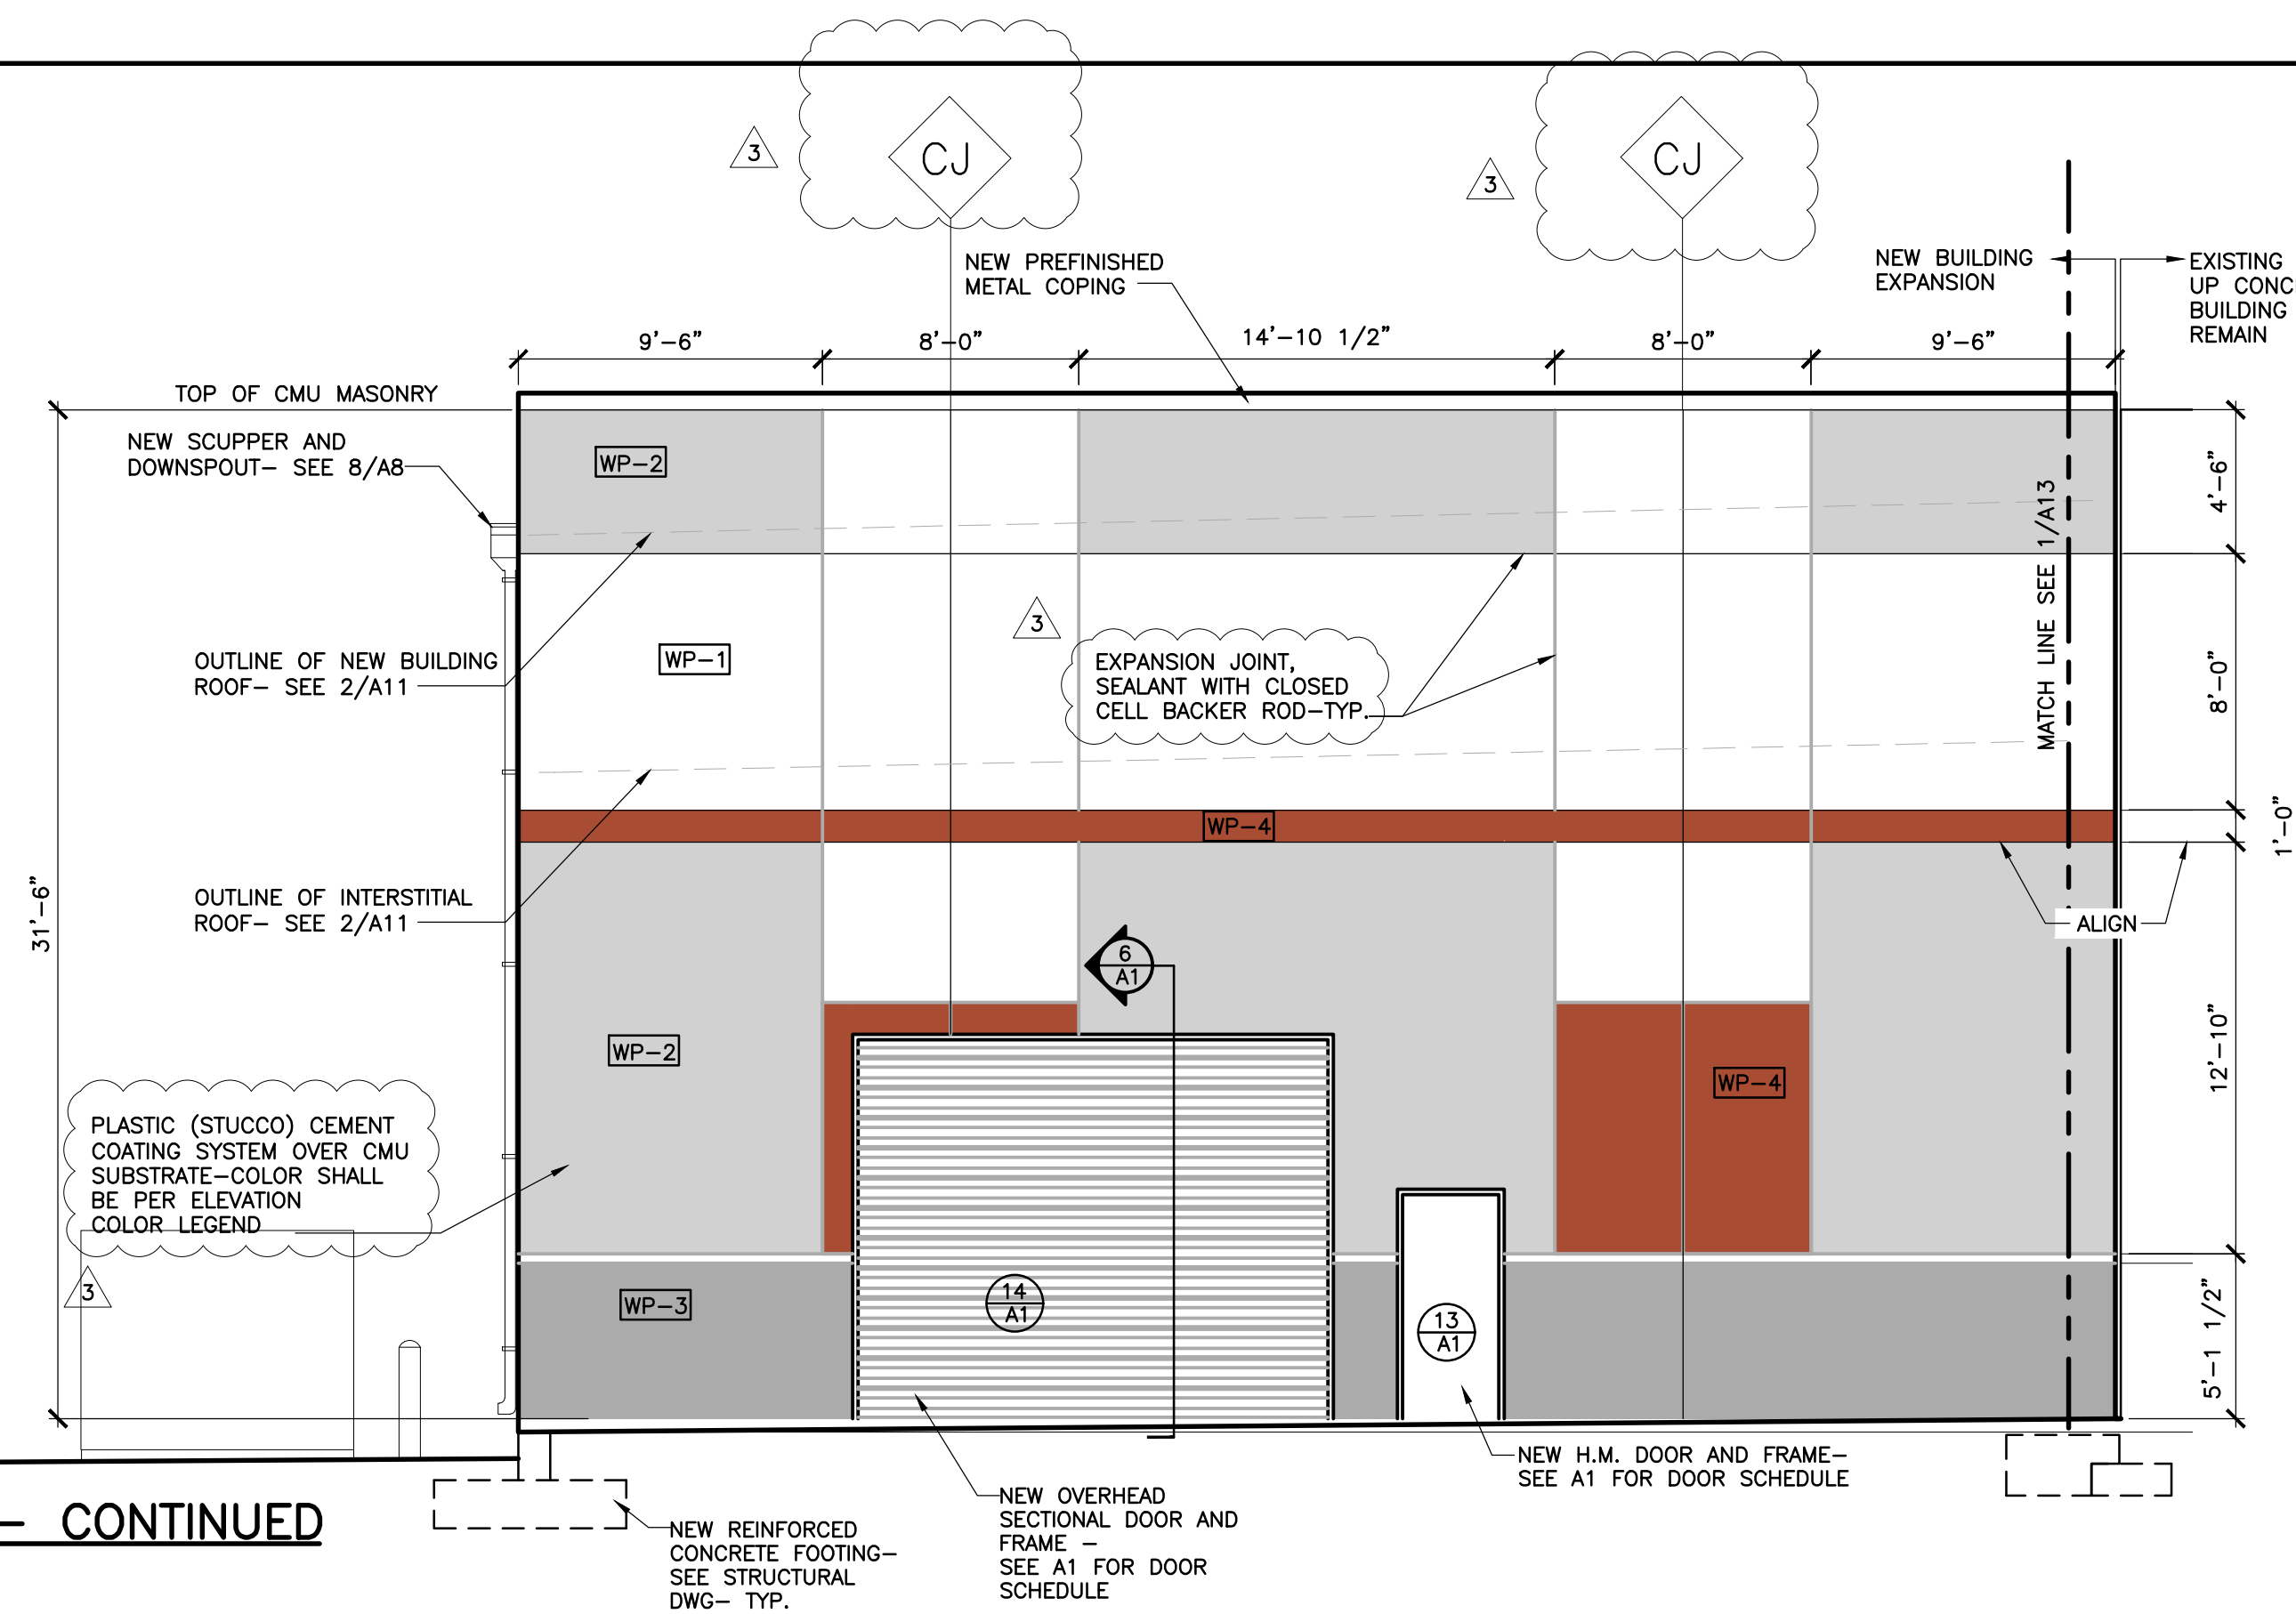 CJ
CJ
3
3
NEW PREFINISHED
METAL COPING
NEW BUILDING
EXPANSION
EXISTING
UP CONC
BUILDING
REMAIN
9'-6"
8'-0"
14'-10 1/2"
8'-0"
9'-6"
TOP OF CMU MASONRY
NEW SCUPPER AND
DOWNSPOUT- SEE 8/A8
WP-2
4'-6"
MATCH LINE SEE 1/A13
OUTLINE OF NEW BUILDING
ROOF- SEE 2/A11
WP-1
3
EXPANSION JOINT,
SEALANT WITH CLOSED
CELL BACKER ROD-TYP.
8'-0"
WP-4
1'-0"
OUTLINE OF INTERSTITIAL
ROOF- SEE 2/A11
31'-6"
ALIGN
6
A1
WP-2
WP-4
12'-10"
PLASTIC (STUCCO) CEMENT
COATING SYSTEM OVER CMU
SUBSTRATE-COLOR SHALL
BE PER ELEVATION
COLOR LEGEND
3
WP-3
14
A1
13
A1
5'-1 1/2"
NEW H.M. DOOR AND FRAME-
SEE A1 FOR DOOR SCHEDULE
NEW OVERHEAD
SECTIONAL DOOR AND
FRAME -
SEE A1 FOR DOOR
SCHEDULE
NEW REINFORCED
CONCRETE FOOTING-
SEE STRUCTURAL
DWG- TYP.
- CONTINUED